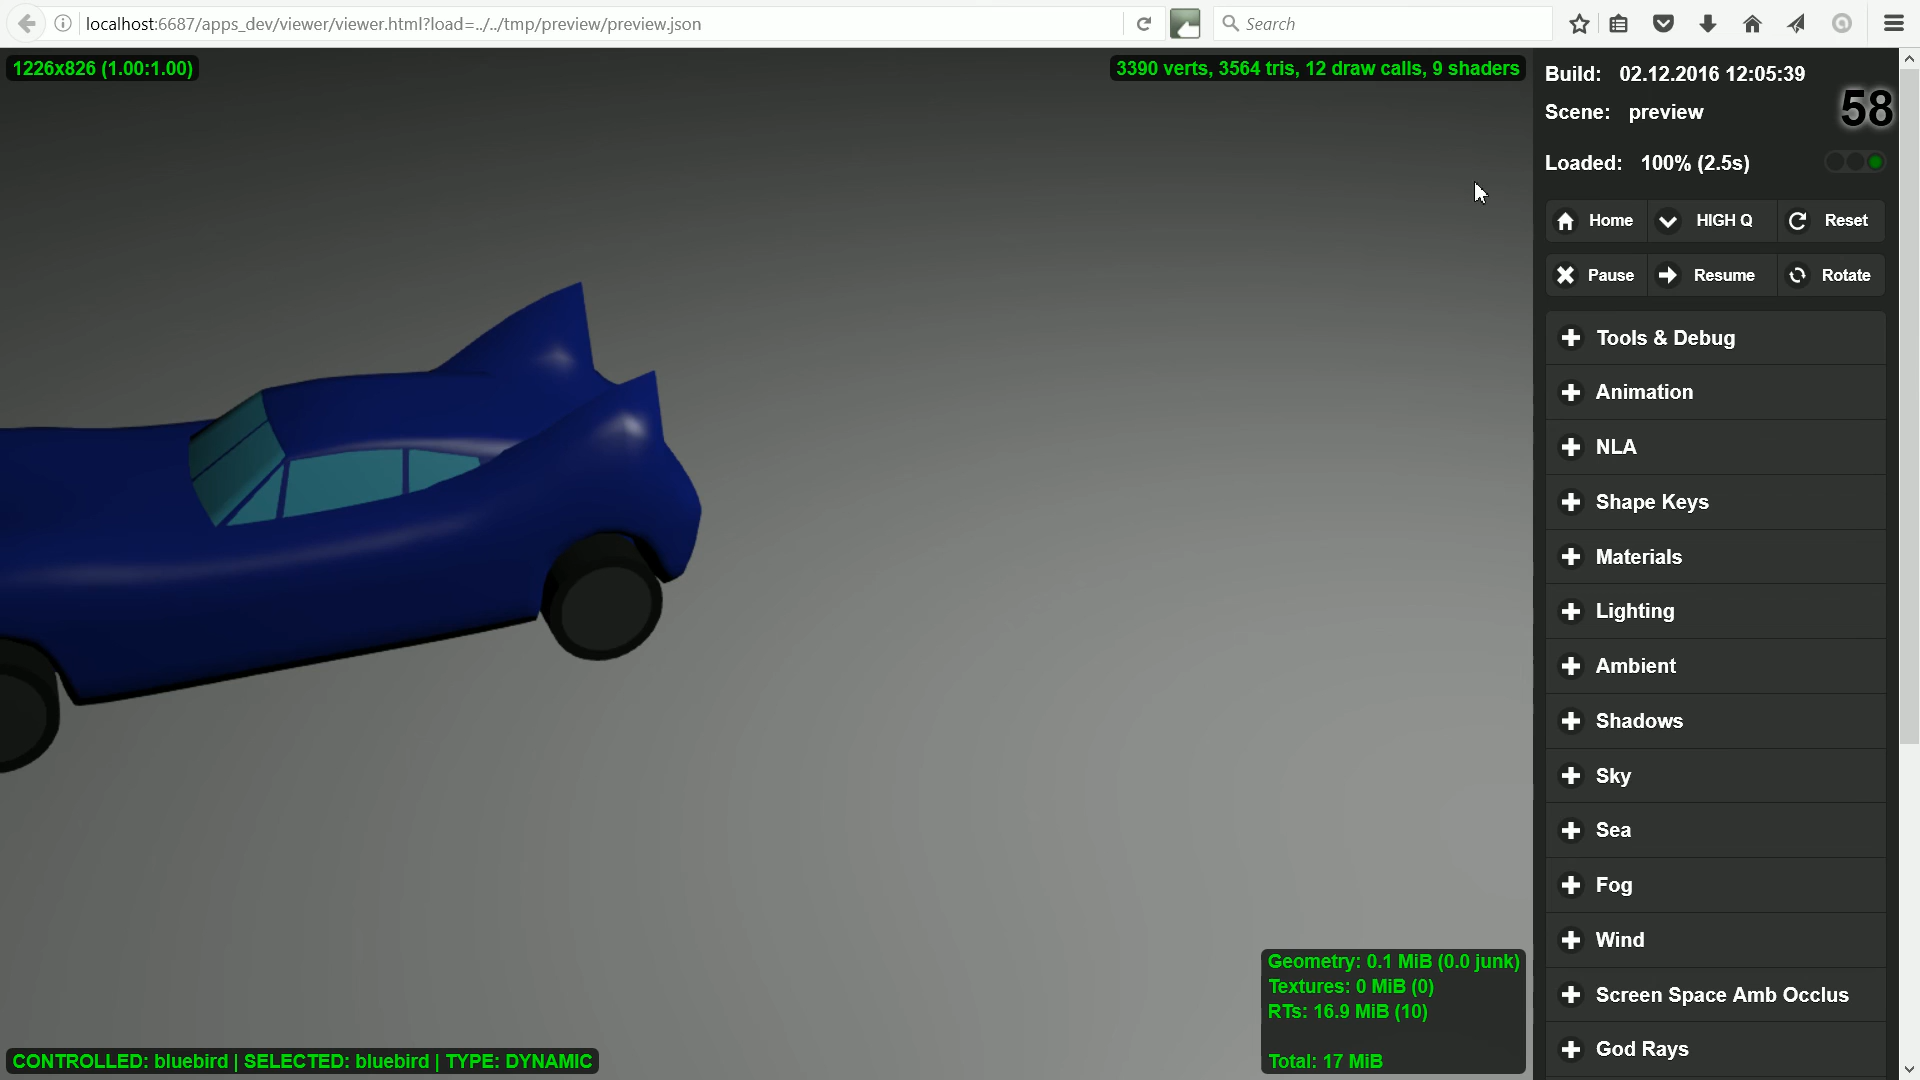 localhost:6687/apps_dev/viewer/viewer.html?load=../../tmp/preview/preview.json
Search
1226x826 (1.00:1.00)
3390 verts, 3564 tris, 12 draw calls, 9 shaders
Build: 02.12.2016 12:05:39
Scene: preview
58
Loaded: 100% (2.5s)
Home HIGH Q Reset
Pause Resume Rotate
Tools & Debug
Animation
NLA
Shape Keys
Materials
Lighting
Ambient
Shadows
Sky
Sea
Fog
Wind
Screen Space Amb Occlus
God Rays
Geometry: 0.1 MiB (0.0 junk)
Textures: 0 MiB (0)
RTs: 16.9 MiB (10)
Total: 17 MiB
CONTROLLED: bluebird | SELECTED: bluebird | TYPE: DYNAMIC